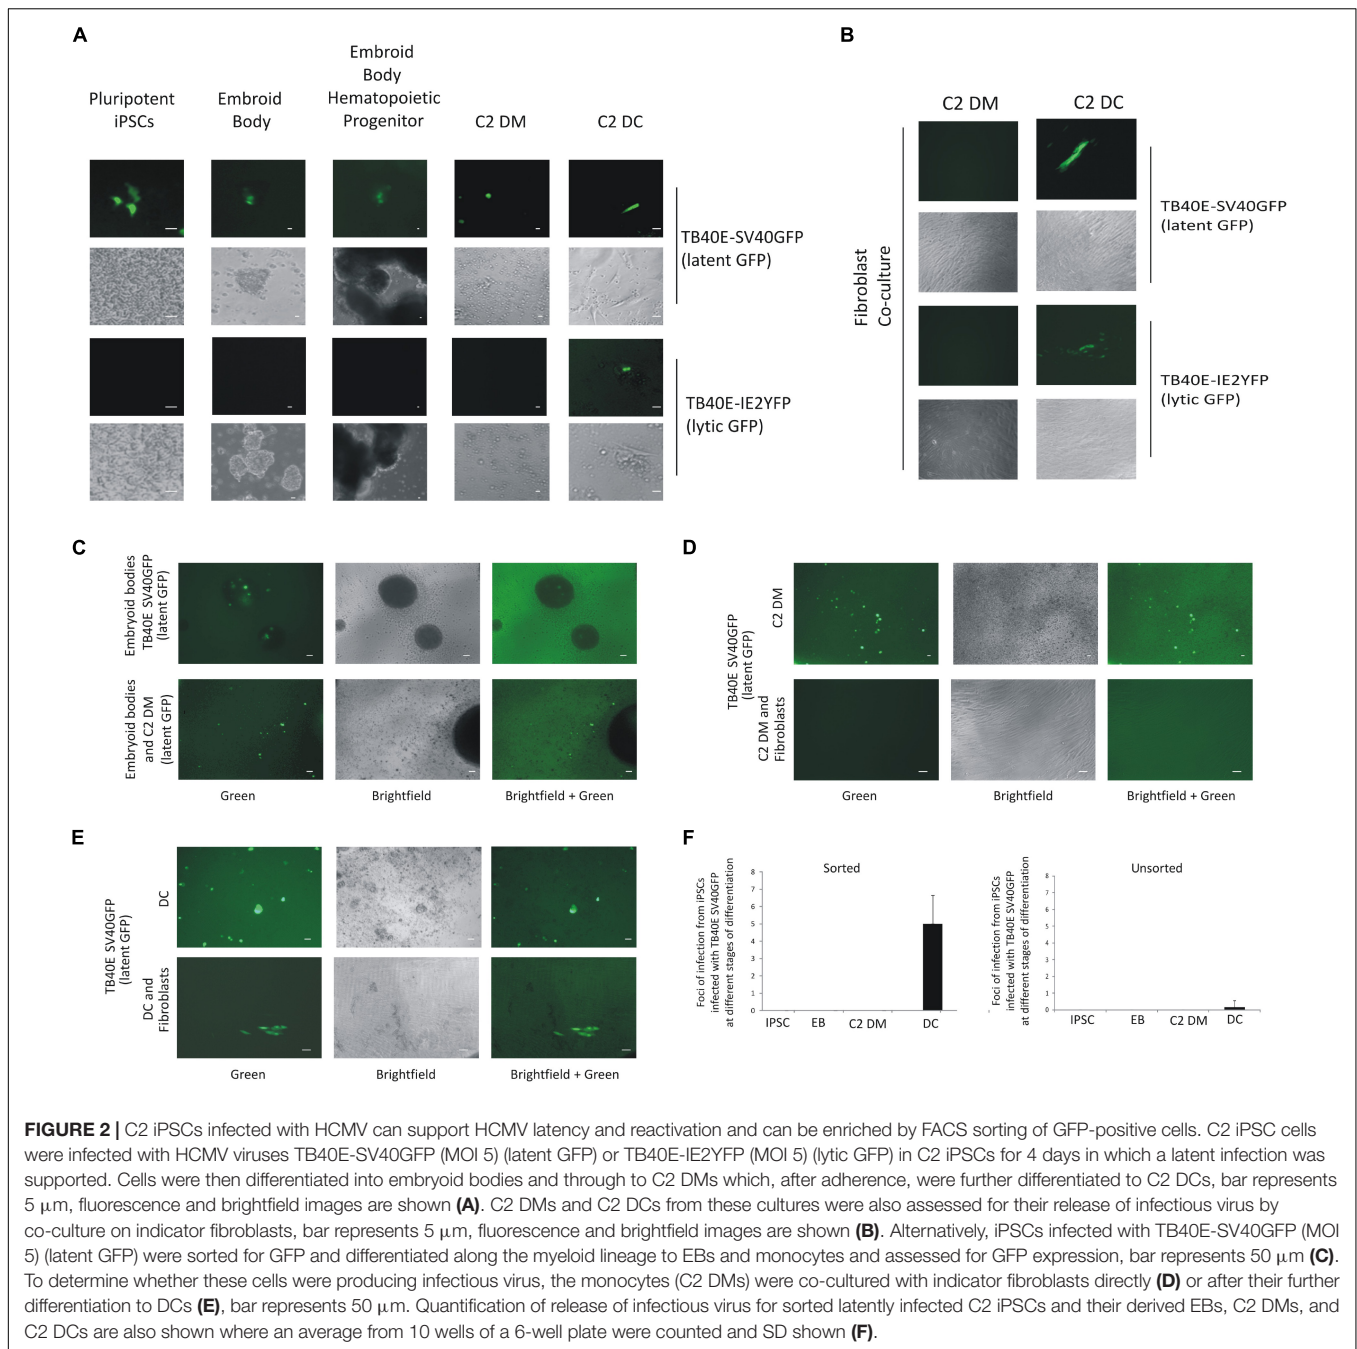 A
Pluripotent
iPSCs
Embroid
Body
Embroid
Body
Hematopoietic
Progenitor
C2 DM
C2 DC
TB40E-SV40GFP
(latent GFP)
TB40E-IE2YFP
(lytic GFP)
B
C2 DM
C2 DC
Fibroblast
Co-culture
TB40E-SV40GFP
(latent GFP)
TB40E-IE2YFP
(lytic GFP)
C
Embryoid bodies
TB40E SV40GFP
(latent GFP)
Embryoid bodies
and C2 DM
(latent GFP)
Green
Brightfield
Brightfield + Green
D
TB40E SV40GFP
(latent GFP)
C2 DM
C2 DM and
Fibroblasts
Green
Brightfield
Brightfield + Green
E
TB40E SV40GFP
(latent GFP)
DC
DC and
Fibroblasts
Green
Brightfield
Brightfield + Green
F
Sorted
Foci of infection from iPSCs
infected with TB40E SV40GFP
at different stages of differentiation
8
7
6
5
4
3
2
1
0
IPSC
EB
C2 DM
DC
Unsorted
Foci of infection from iPSCs
infected with TB40E SV40GFP
at different stages of differentiation
8
7
6
5
4
3
2
1
0
IPSC
EB
C2 DM
DC
FIGURE 2 | C2 iPSCs infected with HCMV can support HCMV latency and reactivation and can be enriched by FACS sorting of GFP-positive cells. C2 iPSC cells
were infected with HCMV viruses TB40E-SV40GFP (MOI 5) (latent GFP) or TB40E-IE2YFP (MOI 5) (lytic GFP) in C2 iPSCs for 4 days in which a latent infection was
supported. Cells were then differentiated into embryoid bodies and through to C2 DMs which, after adherence, were further differentiated to C2 DCs, bar represents
5 μm, fluorescence and brightfield images are shown (A). C2 DMs and C2 DCs from these cultures were also assessed for their release of infectious virus by
co-culture on indicator fibroblasts, bar represents 5 μm, fluorescence and brightfield images are shown (B). Alternatively, iPSCs infected with TB40E-SV40GFP (MOI
5) (latent GFP) were sorted for GFP and differentiated along the myeloid lineage to EBs and monocytes and assessed for GFP expression, bar represents 50 μm (C).
To determine whether these cells were producing infectious virus, the monocytes (C2 DMs) were co-cultured with indicator fibroblasts directly (D) or after their further
differentiation to DCs (E), bar represents 50 μm. Quantification of release of infectious virus for sorted latently infected C2 iPSCs and their derived EBs, C2 DMs, and
C2 DCs are also shown where an average from 10 wells of a 6-well plate were counted and SD shown (F).